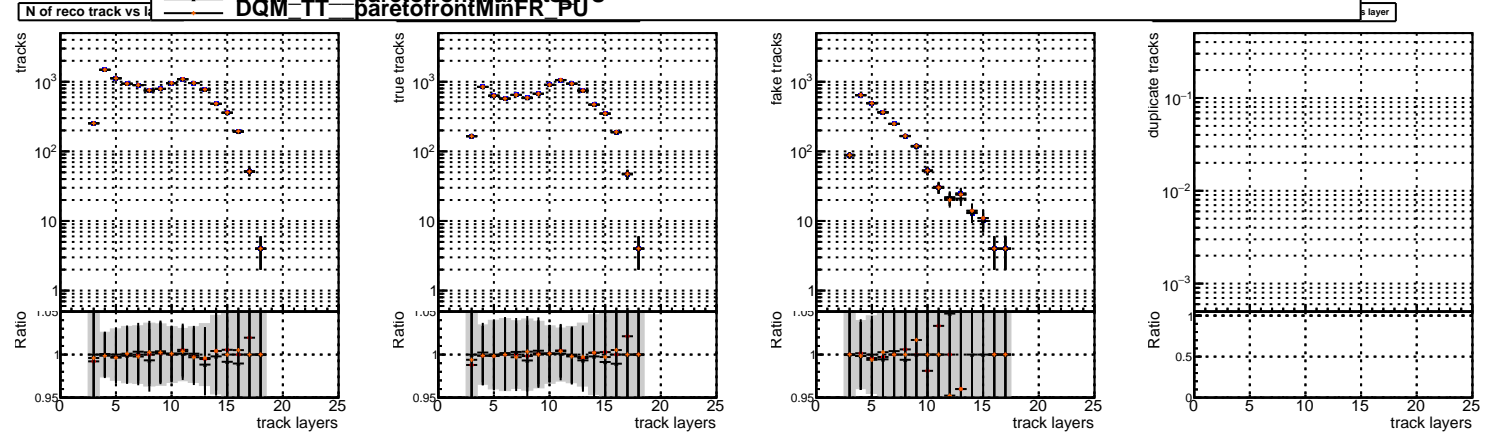 N of reco track vs la
DQM_TT__paretofrontMinFR_PU
s layer
tracks
10³
10²
10
1
Ratio
1.05
1
0.95
0 5 10 15 20 25
track layers
true tracks
10³
10²
10
1
Ratio
1.05
1
0.95
0 5 10 15 20 25
track layers
fake tracks
10³
10²
10
1
Ratio
1.05
1
0.95
0 5 10 15 20 25
track layers
duplicate tracks
10⁻¹
10⁻²
10⁻³
Ratio
1
0.5
0
0 5 10 15 20 25
track layers